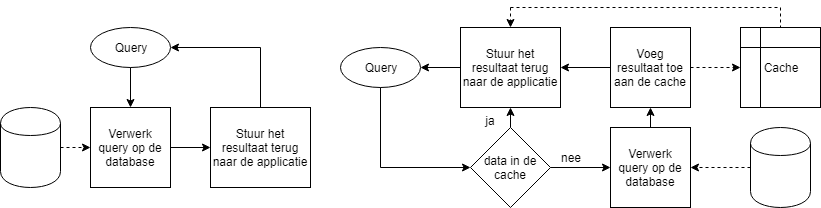 Query
Verwerk
query op de
database
Stuur het
resultaat terug
naar de applicatie
Query
Stuur het
resultaat terug
naar de applicatie
Voeg
resultaat toe
aan de cache
Cache
ja
data in de
cache
nee
Verwerk
query op de
database